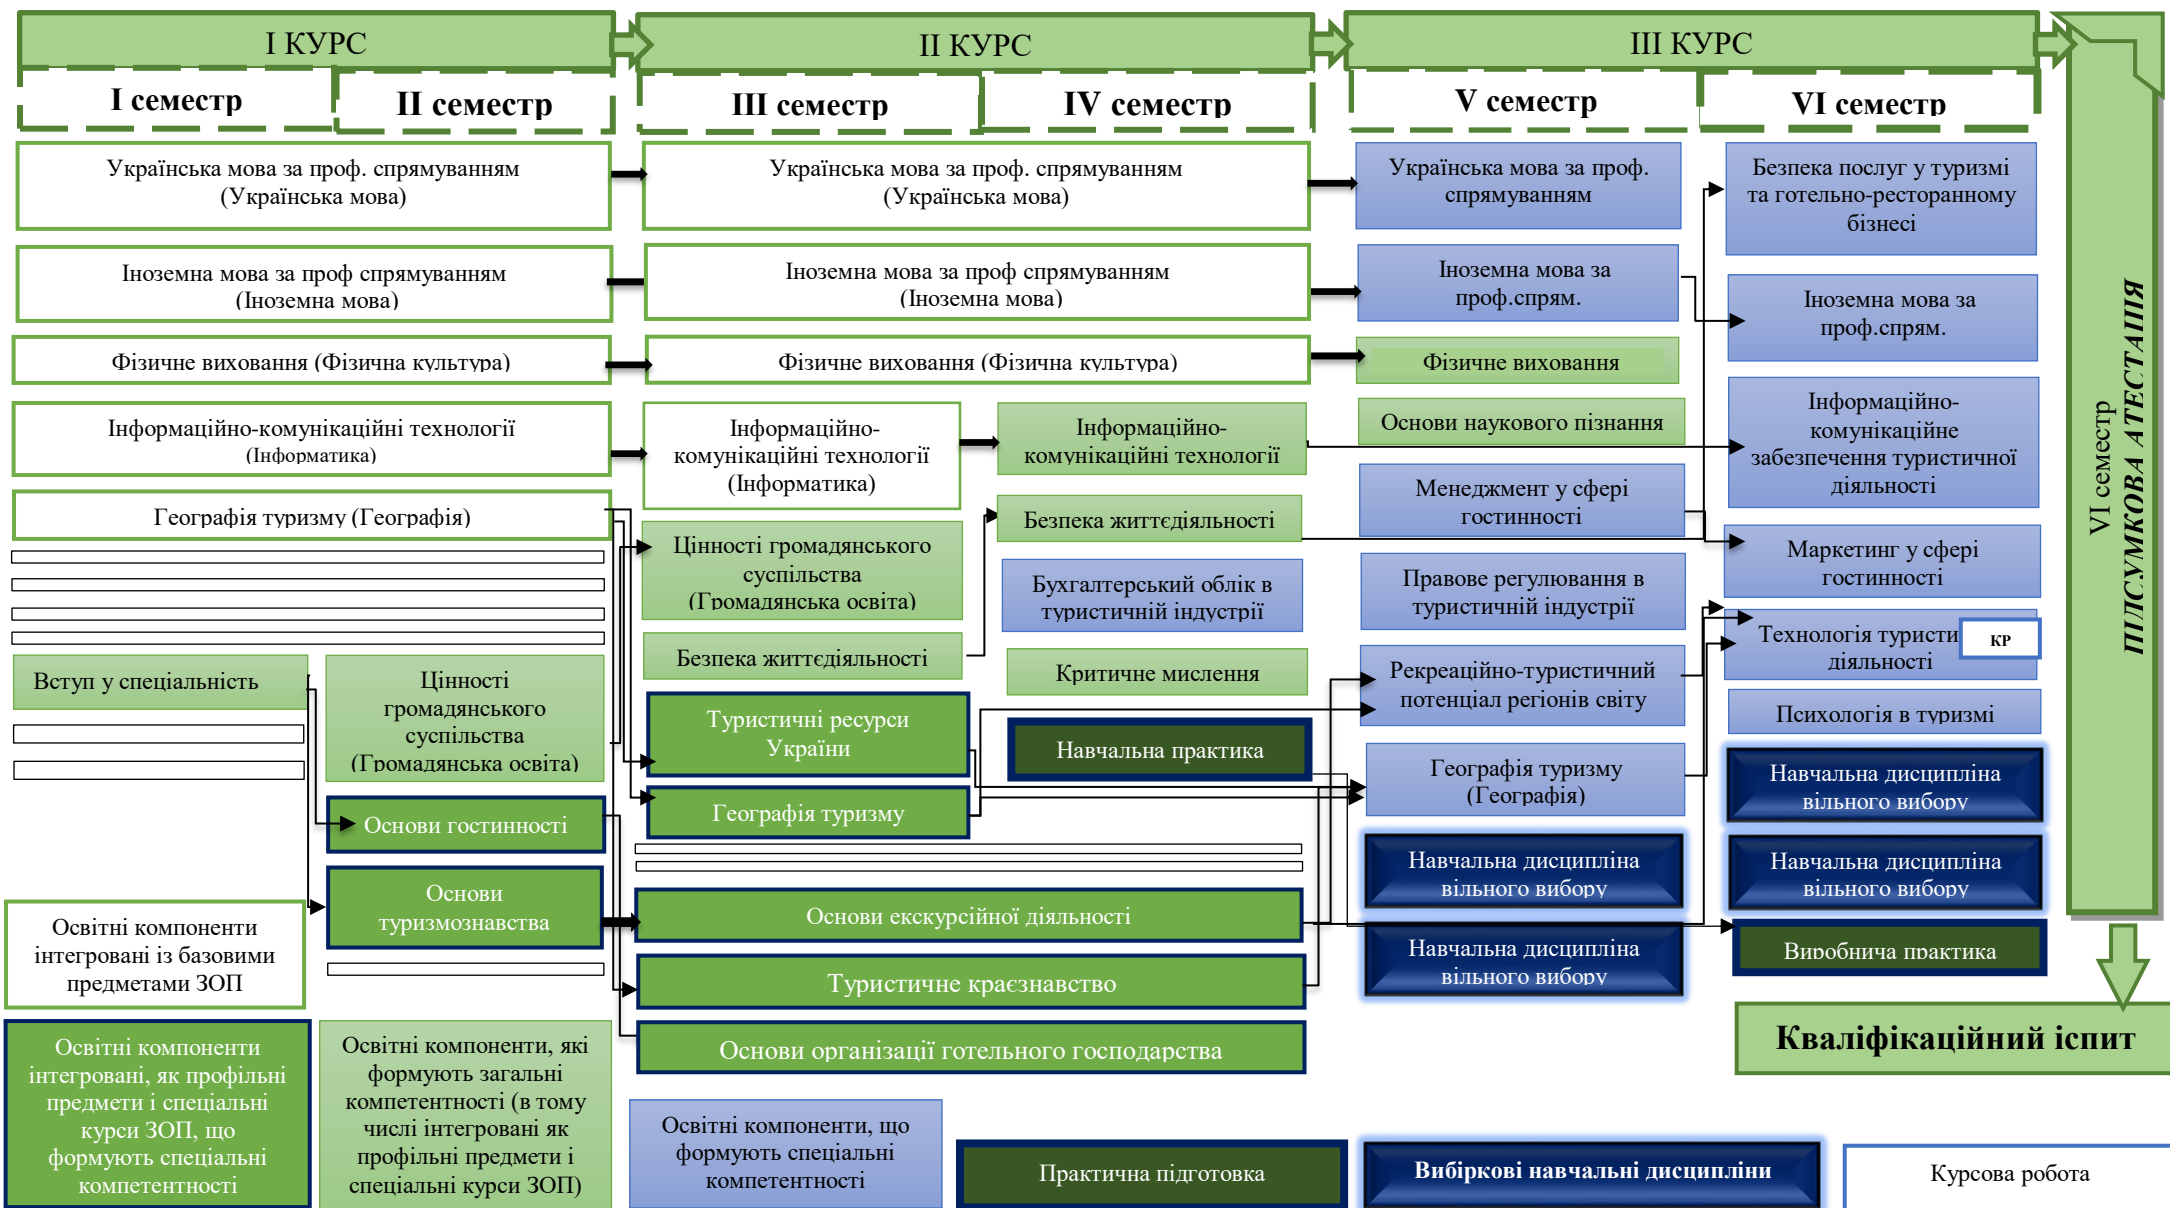 І КУРС
ІІ КУРС
ІІІ КУРС
І семестр
ІІ семестр
ІІІ семестр
IV семестр
V семестр
VI семестр
Українська мова за проф. спрямуванням
(Українська мова)
Українська мова за проф. спрямуванням
(Українська мова)
Українська мова за проф.
спрямуванням
Безпека послуг у туризмі
та готельно-ресторанному
бізнесі
Іноземна мова за проф спрямуванням
(Іноземна мова)
Іноземна мова за проф спрямуванням
(Іноземна мова)
Іноземна мова за
проф.спрям.
Іноземна мова за
проф.спрям.
Фізичне виховання (Фізична культура)
Фізичне виховання (Фізична культура)
Фізичне виховання
Інформаційно-комунікаційні технології
(Інформатика)
Інформаційно-
комунікаційні технології
(Інформатика)
Інформаційно-
комунікаційні технології
Основи наукового пізнання
Інформаційно-
комунікаційне
забезпечення туристичної
діяльності
Географія туризму (Географія)
Цінності громадянського
суспільства
(Громадянська освіта)
Безпека життєдіяльності
Менеджмент у сфері
гостинності
Маркетинг у сфері
гостинності
Бухгалтерський облік в
туристичній індустрії
Правове регулювання в
туристичній індустрії
Технологія туристи
діяльності
КР
Вступ у спеціальність
Цінності
громадянського
суспільства
(Громадянська освіта)
Безпека життєдіяльності
Критичне мислення
Рекреаційно-туристичний
потенціал регіонів світу
Психологія в туризмі
Туристичні ресурси
України
Навчальна практика
Географія туризму
(Географія)
Навчальна дисципліна
вільного вибору
Основи гостинності
Географія туризму
Навчальна дисципліна
вільного вибору
Навчальна дисципліна
вільного вибору
Основи
туризмознавства
Основи екскурсійної діяльності
Навчальна дисципліна
вільного вибору
Виробнича практика
Туристичне краєзнавство
Основи організації готельного господарства
VI семестр
ПІДСУМКОВА АТЕСТАЦІЯ
Кваліфікаційний іспит
Освітні компоненти
інтегровані із базовими
предметами ЗОП
Освітні компоненти
інтегровані, як профільні
предмети і спеціальні
курси ЗОП, що
формують спеціальні
компетентності
Освітні компоненти, які
формують загальні
компетентності (в тому
числі інтегровані як
профільні предмети і
спеціальні курси ЗОП)
Освітні компоненти, що
формують спеціальні
компетентності
Практична підготовка
Вибіркові навчальні дисципліни
Курсова робота